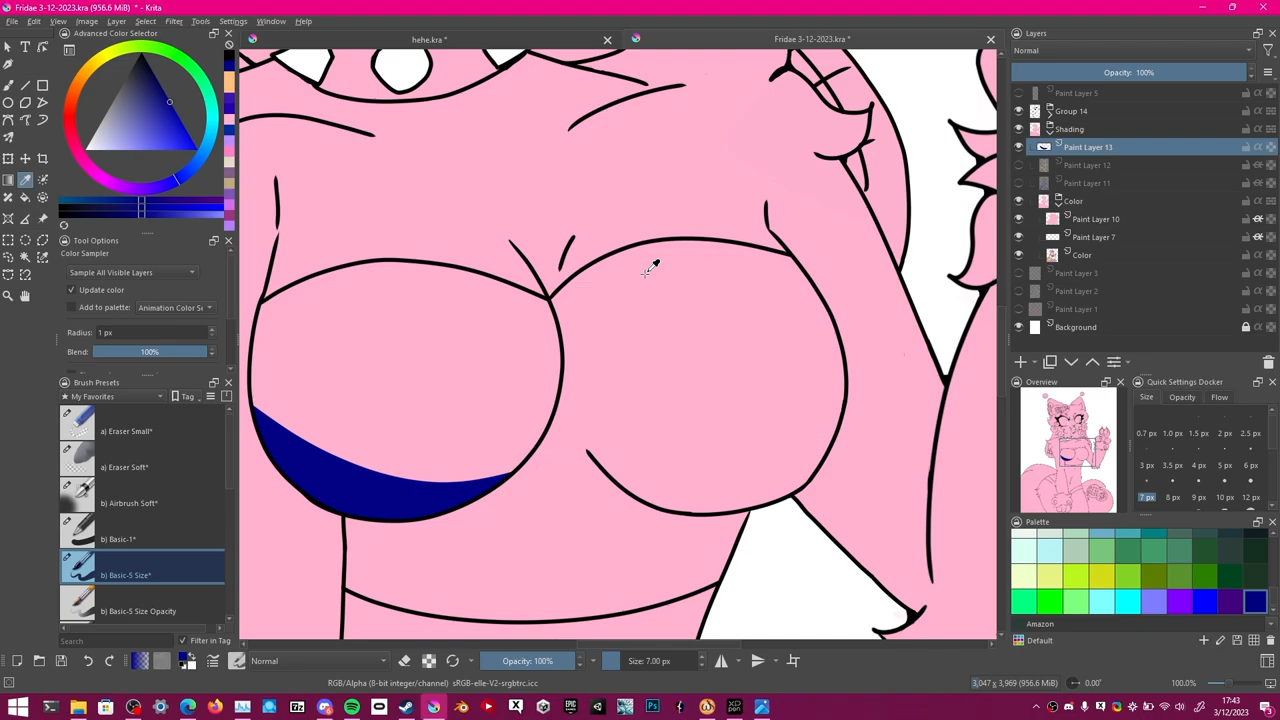 Fridae 3-12-2023.kra (956.6 MiB) * - Krita
File Edit View Image Layer Select Filter Tools Settings Window Help
Advanced Color Selector
hehe.kra *
Fridae 3-12-2023.kra *
Layers
Normal
Opacity: 100%
Paint Layer 5
Group 14
Shading
Paint Layer 13
Paint Layer 12
Paint Layer 11
Color
Paint Layer 10
Paint Layer 7
Color
Paint Layer 3
Paint Layer 2
Paint Layer 1
Background
Tool Options
Color Sampler
Sample All Visible Layers
Update color
Add to palette: Animation Color Se
Radius: 1 px
Blend: 100%
Brush Presets
My Favorites
Tag
a) Eraser Small*
a) Eraser Soft*
b) Airbrush Soft*
b) Basic-1*
b) Basic-5 Size*
b) Basic-5 Size Opacity
Search
Filter in Tag
Overview
Quick Settings Docker
Size Opacity Flow
0.7 px 1.0 px 1.5 px 2 px 2.5 px
3 px 3.5 px 4 px 5 px 6 px
7 px 8 px 9 px 10 px 12 px
Palette
Amazon
Default
Normal
Opacity: 100%
Size: 7.00 px
RGB/Alpha (8-bit integer/channel) sRGB-elle-V2-srgbtrc.icc
3,047 x 3,969 (956.6 MiB)
0.00°
100.0%
17:43
3/12/2023